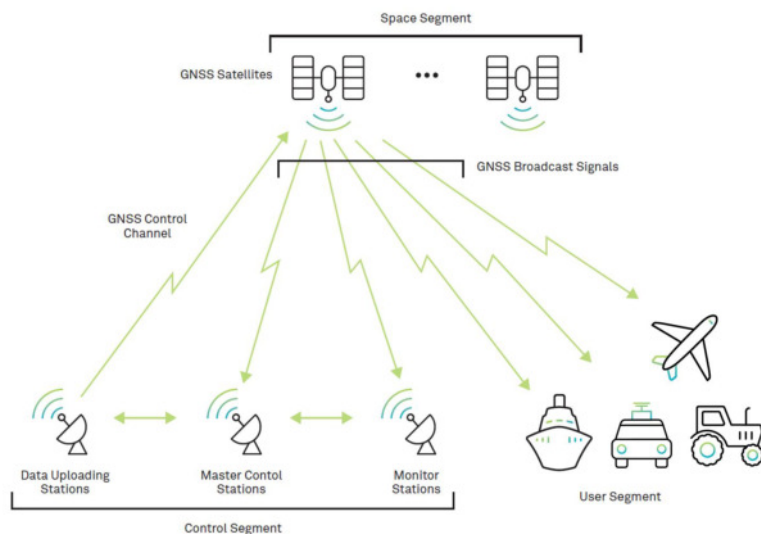 Space Segment
GNSS Satellites
GNSS Broadcast Signals
GNSS Control
Channel
Data Uploading
Stations
Master Contol
Stations
Monitor
Stations
User Segment
Control Segment